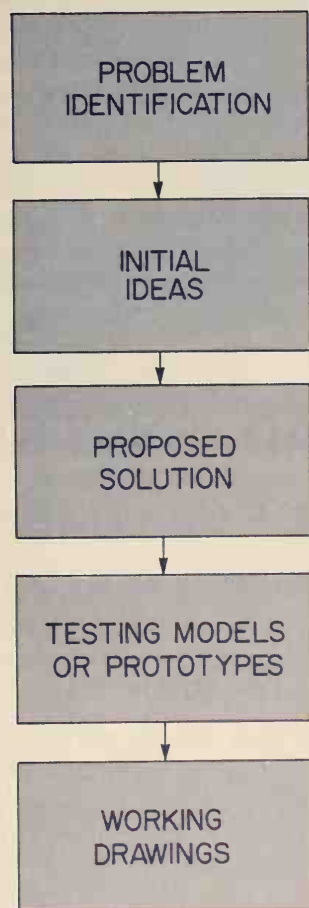 PROBLEM
IDENTIFICATION
INITIAL
IDEAS
PROPOSED
SOLUTION
TESTING MODELS
OR PROTOTYPES
WORKING
DRAWINGS